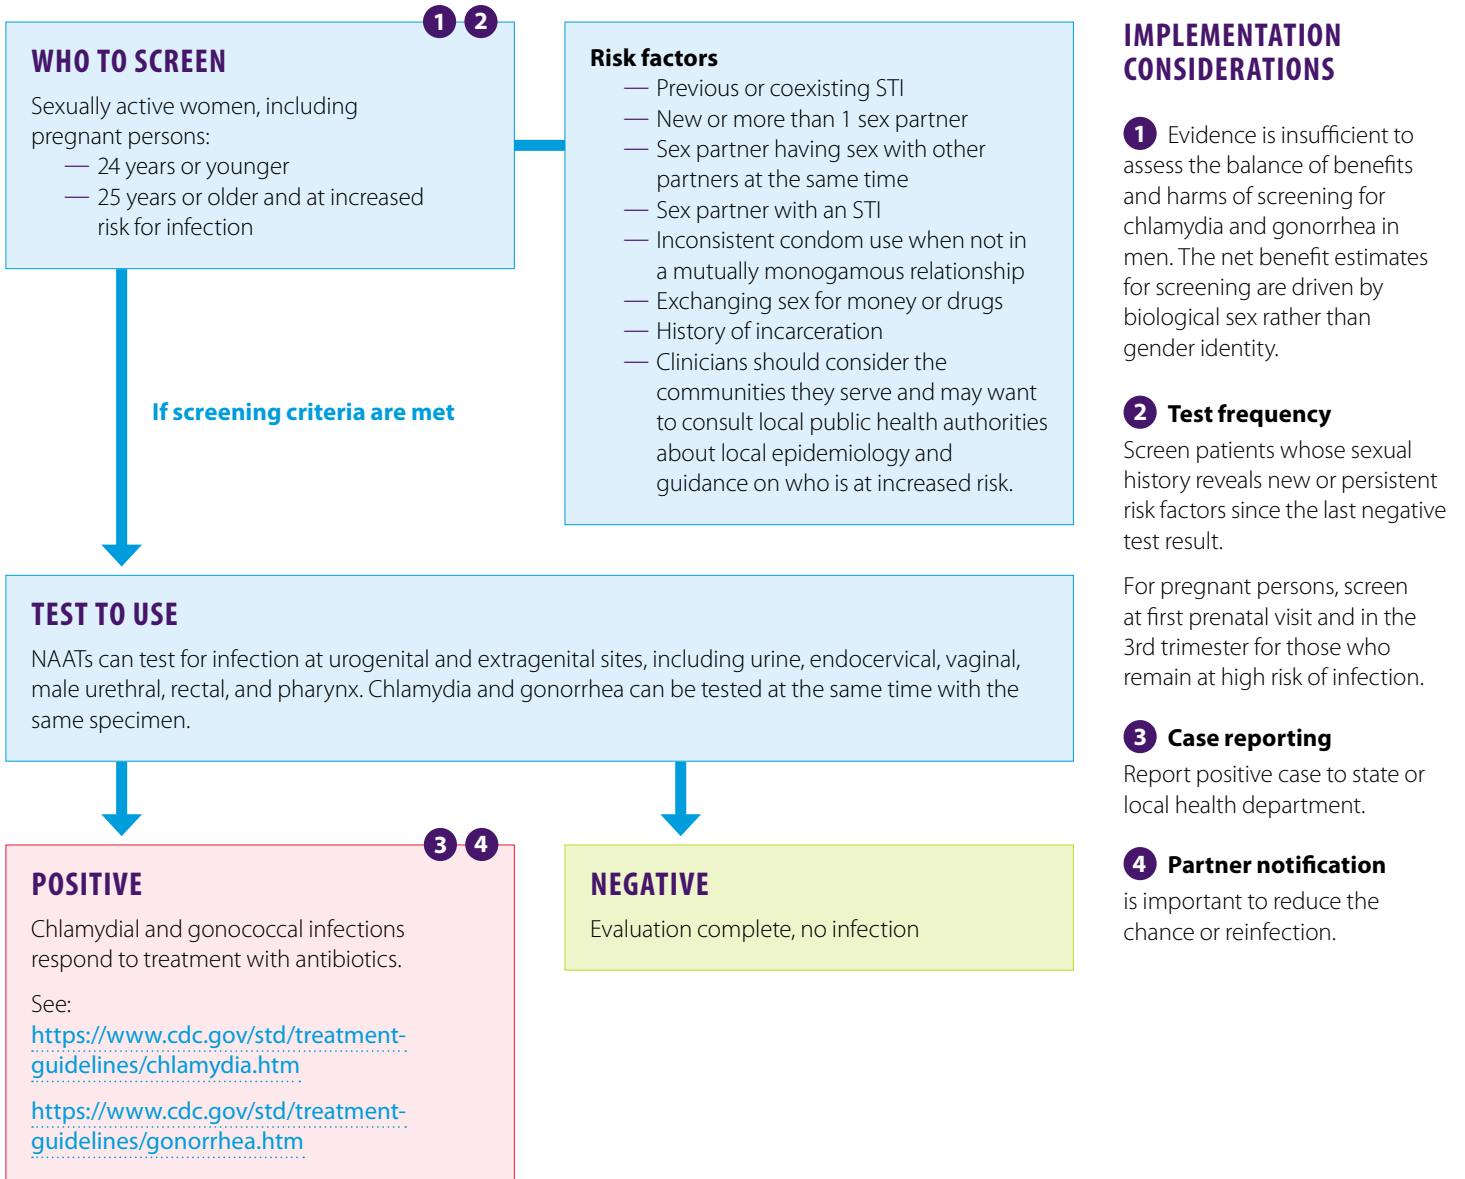 1 2
WHO TO SCREEN
Sexually active women, including
pregnant persons:
— 24 years or younger
— 25 years or older and at increased
risk for infection
Risk factors
— Previous or coexisting STI
— New or more than 1 sex partner
— Sex partner having sex with other
partners at the same time
— Sex partner with an STI
— Inconsistent condom use when not in
a mutually monogamous relationship
— Exchanging sex for money or drugs
— History of incarceration
— Clinicians should consider the
communities they serve and may want
to consult local public health authorities
about local epidemiology and
guidance on who is at increased risk.
If screening criteria are met
TEST TO USE
NAATs can test for infection at urogenital and extragenital sites, including urine, endocervical, vaginal,
male urethral, rectal, and pharynx. Chlamydia and gonorrhea can be tested at the same time with the
same specimen.
3 4
POSITIVE
Chlamydial and gonococcal infections
respond to treatment with antibiotics.
See:
https://www.cdc.gov/std/treatment-
guidelines/chlamydia.htm
https://www.cdc.gov/std/treatment-
guidelines/gonorrhea.htm
NEGATIVE
Evaluation complete, no infection
IMPLEMENTATION
CONSIDERATIONS
1 Evidence is insufficient to
assess the balance of benefits
and harms of screening for
chlamydia and gonorrhea in
men. The net benefit estimates
for screening are driven by
biological sex rather than
gender identity.
2 Test frequency
Screen patients whose sexual
history reveals new or persistent
risk factors since the last negative
test result.
For pregnant persons, screen
at first prenatal visit and in the
3rd trimester for those who
remain at high risk of infection.
3 Case reporting
Report positive case to state or
local health department.
4 Partner notification
is important to reduce the
chance or reinfection.